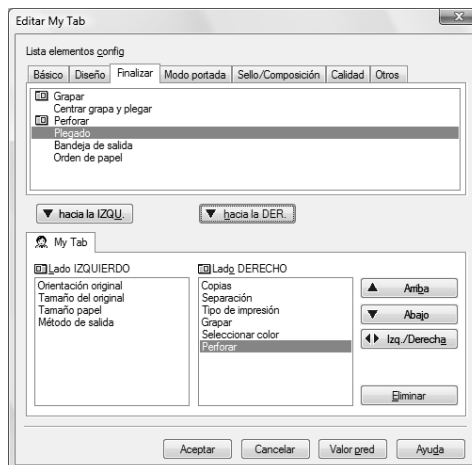 Editar My Tab
Lista elementos config
Básico Diseño Finalizar Modo portada Sello/Composición Calidad Otros
Grapar
Centrar grapa y plegar
Perforar
Plegado
Bandeja de salida
Orden de papel
hacia la IZQU. hacia la DER.
My Tab
Lado IZQUIERDO
Orientación original
Tamaño del original
Tamaño papel
Método de salida
Lado DERECHO
Copias
Separación
Tipo de impresión
Grapar
Seleccionar color
Perforar
Arriba
Abajo
Izq./Derecha
Eliminar
Aceptar Cancelar Valor pred Ayuda